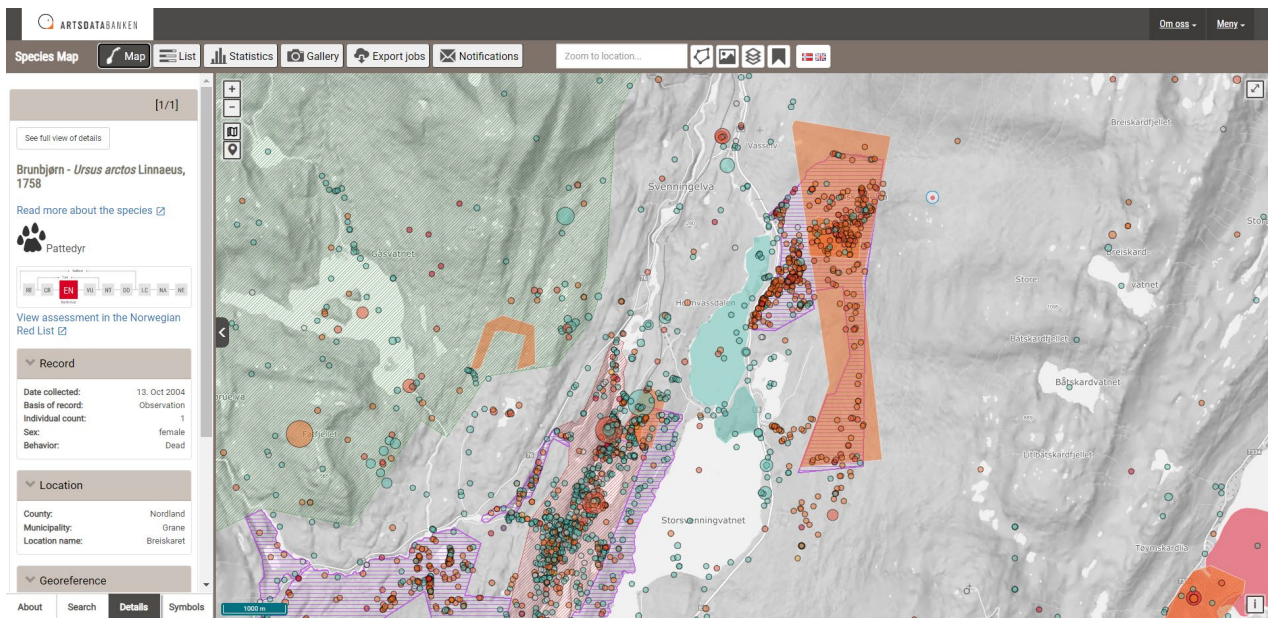 ARTSDATABANKEN
Om oss
Meny
Species Map
Map
List
Statistics
Gallery
Export jobs
Notifications
Zoom to location...
[1/1]
See full view of details
Brunbjørn - Ursus arctos Linnaeus,
1758
Read more about the species
Pattedyr
RE CR EN VU NT DD LC NA NE
View assessment in the Norwegian
Red List
Record
Date collected: 13. Oct 2004
Basis of record: Observation
Individual count: 1
Sex: female
Behavior: Dead
Location
County: Nordland
Municipality: Grane
Location name: Breiskaret
Georeference
About
Search
Details
Symbols
+
−
Breiskardfjellet
Vasselv
Svenningelva
Gåsvatnet
Breiskard-
vatnet
Store
Båtskardfjellet
Båtskardvatnet
Litlbåtskardfjellet
Storsvenningvatnet
Tøymskardlia
76
1000 m
i